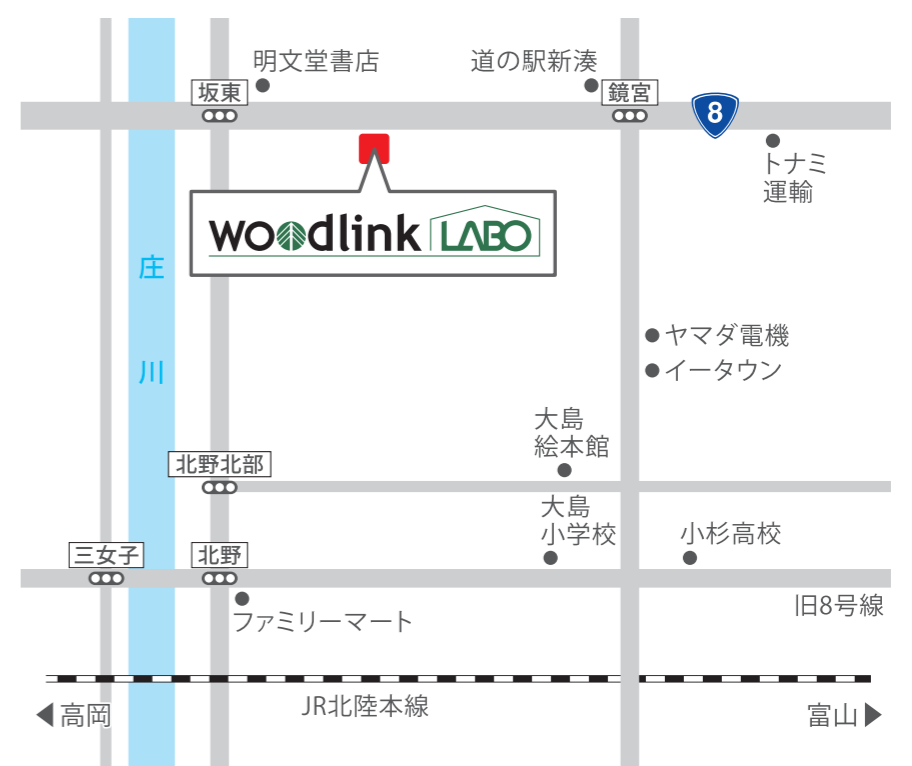 明文堂書店
道の駅新湊
坂東
鏡宮
8
トナミ
運輸
woodlink LABO
庄
川
ヤマダ電機
イータウン
大島
絵本館
北野北部
大島
小学校
小杉高校
三女子
北野
旧8号線
ファミリーマート
JR北陸本線
高岡
富山